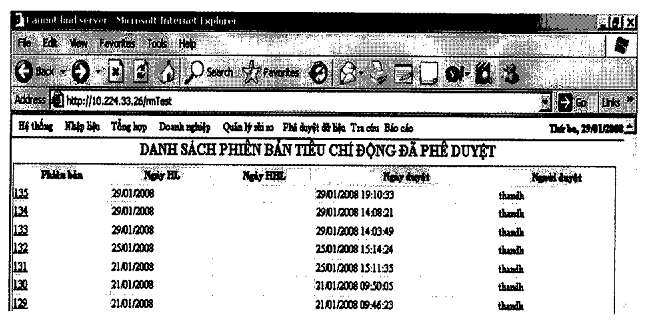 Cannot find server - Microsoft Internet Explorer
File Edit View Favorites Tools Help
Back Search Favorites
Address http://10.224.33.26/rmTest Go Links »
Hệ thống Nhập liệu Tổng hợp Doanh nghiệp Quản lý rủi ro Phê duyệt dữ liệu Tra cứu Báo cáo Thứ ba, 29/01/2008
DANH SÁCH PHIÊN BẢN TIÊU CHÍ ĐỘNG ĐÃ PHÊ DUYỆT
Phiên bản Ngày HL Ngày HHL Ngày duyệt Người duyệt
135 29/01/2008 29/01/2008 19:10:33 thandh
134 29/01/2008 29/01/2008 14:08:21 thandh
133 29/01/2008 29/01/2008 14:03:49 thandh
132 25/01/2008 25/01/2008 15:14:24 thandh
131 21/01/2008 25/01/2008 15:11:35 thandh
130 21/01/2008 21/01/2008 09:50:05 thandh
129 21/01/2008 21/01/2008 09:46:23 thandh